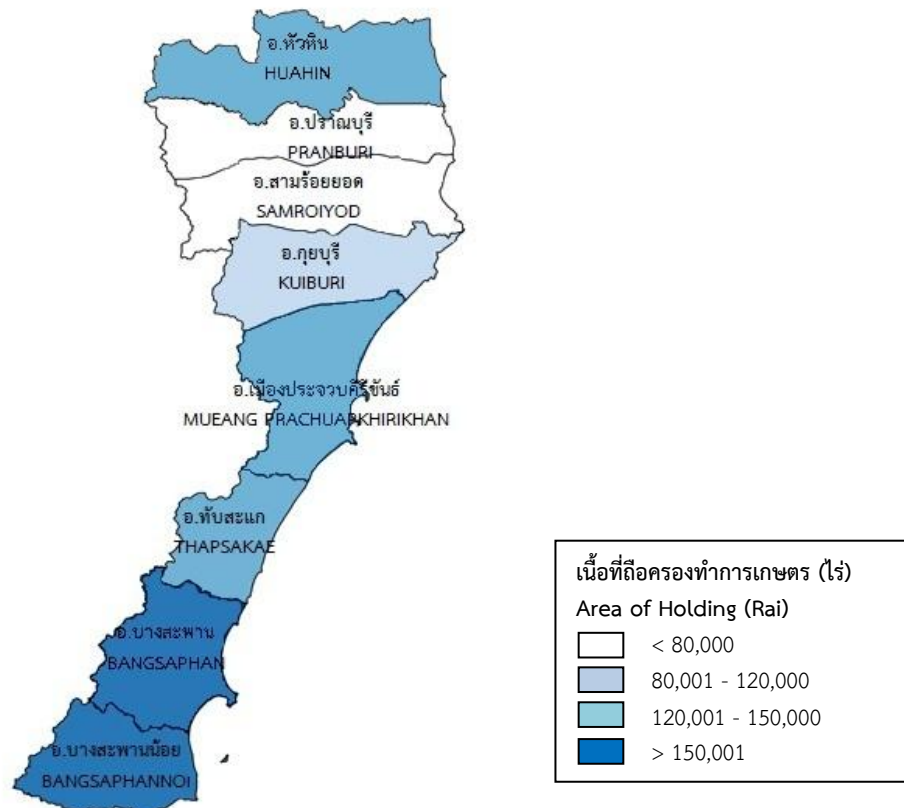 อ.หัวหิน
HUAHIN
อ.ปราณบุรี
PRANBURI
อ.สามร้อยยอด
SAMROIYOD
อ.กุยบุรี
KUIBURI
อ.เมืองประจวบคีรีขันธ์
MUEANG PRACHUAPKHIRIKHAN
อ.ทับสะแก
THAPSAKAE
อ.บางสะพาน
BANGSAPHAN
อ.บางสะพานน้อย
BANGSAPHANNOI
เนื้อที่ถือครองทำการเกษตร (ไร่)
Area of Holding (Rai)
< 80,000
80,001 - 120,000
120,001 - 150,000
> 150,001